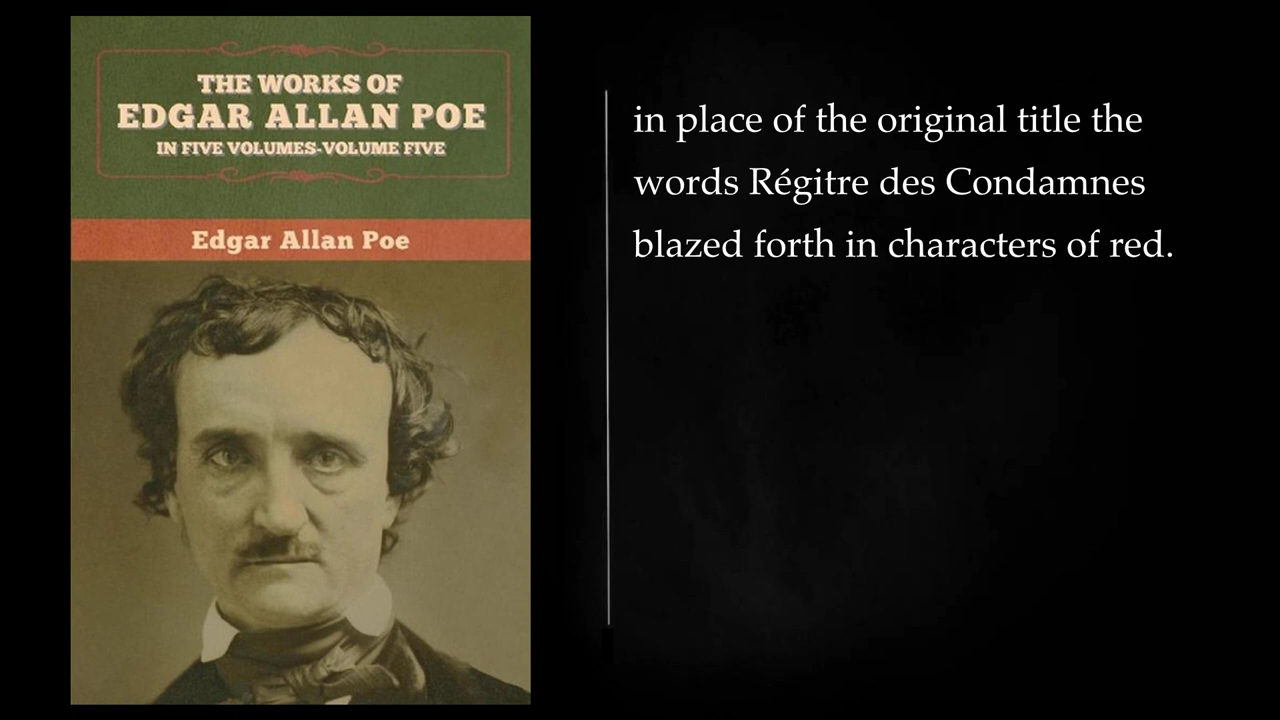 THE WORKS OF
EDGAR ALLAN POE
IN FIVE VOLUMES-VOLUME FIVE
Edgar Allan Poe
in place of the original title the
words Régitre des Condamnes
blazed forth in characters of red.